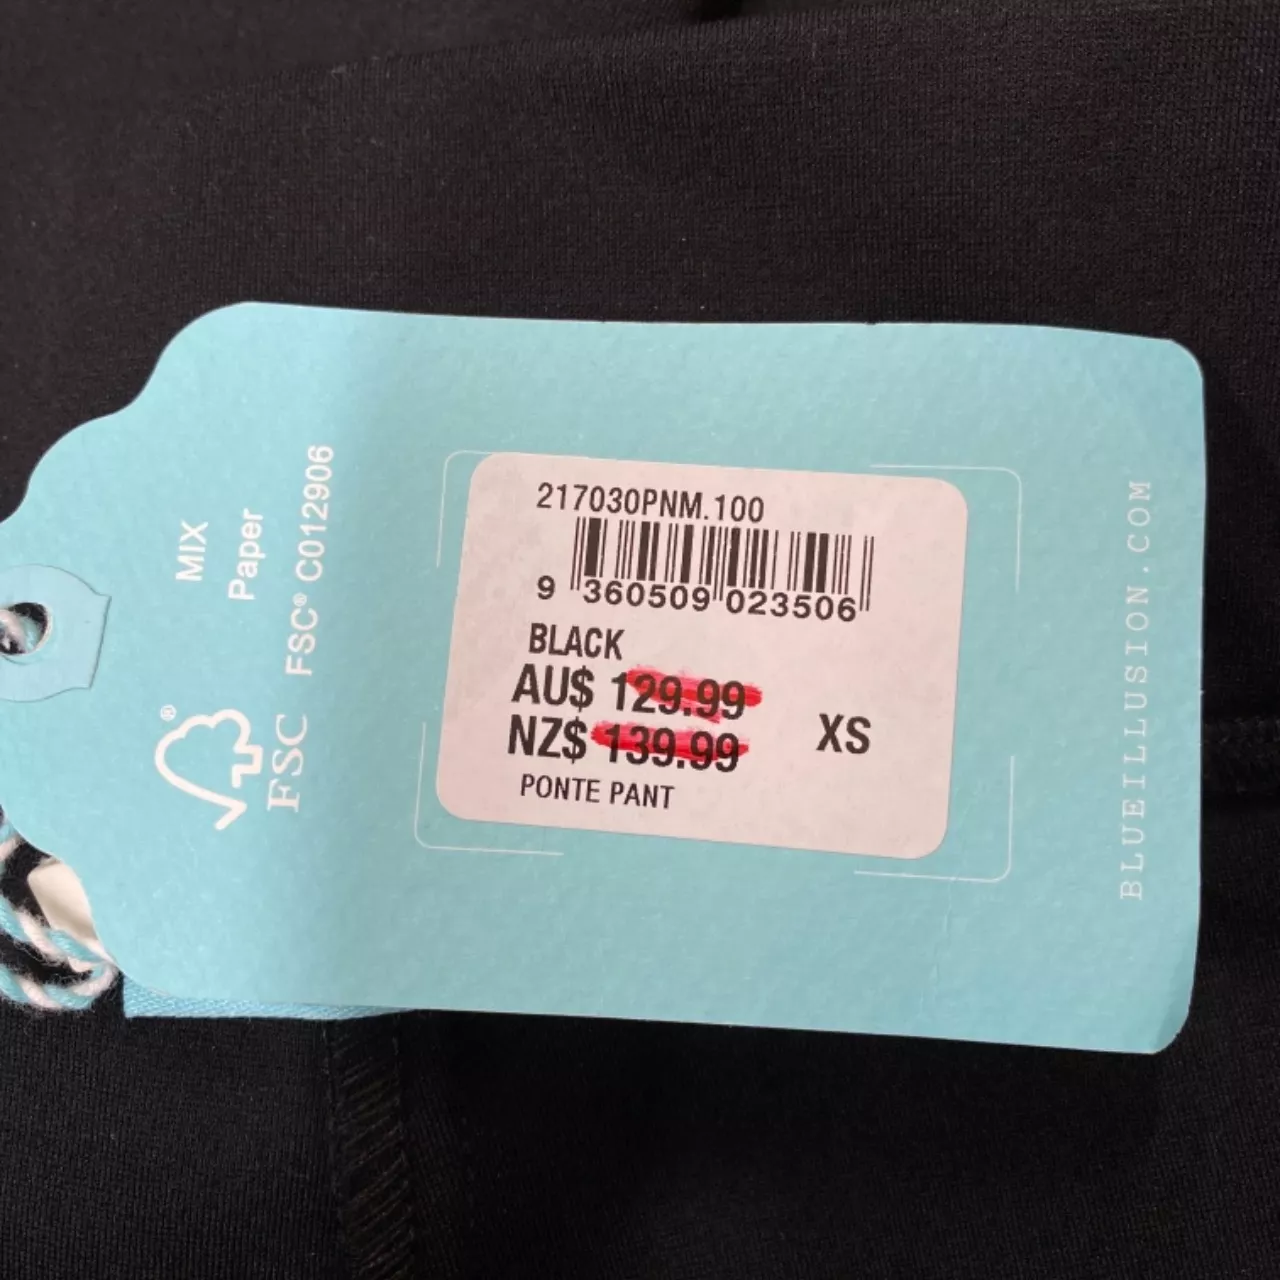 MIX
Paper
FSC® C012906
®
FSC
217030PNM.100
9 360509 023506
BLACK
AU$ 129.99
NZ$ 139.99
XS
PONTE PANT
BLUEILLUSION.COM